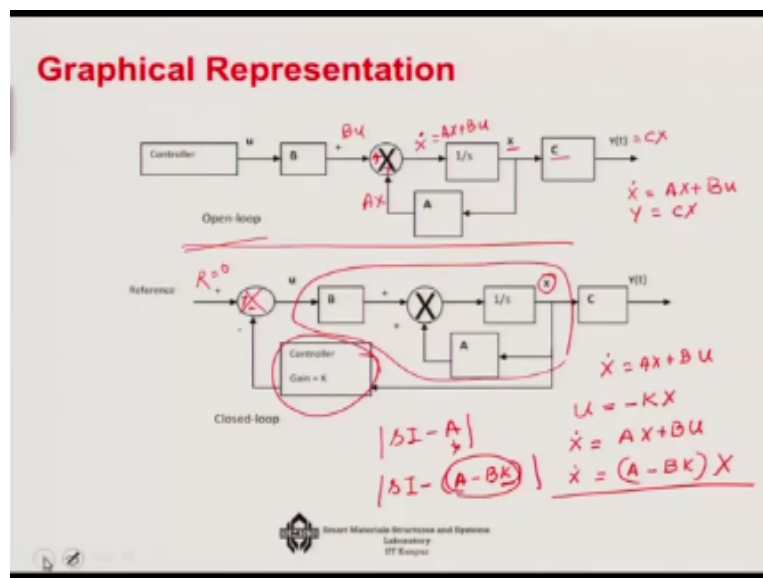 Graphical Representation
Controller
u
B
BU
+
+
+
X
Ẋ = AX+BU
1/s
x
C
Y(t) = CX
AX
A
Ẋ = AX + BU
Y = CX
Open-loop
Reference
R=0
+
-
u
B
+
+
X
1/s
x
C
Y(t)
A
Controller
Gain = K
Closed-loop
Ẋ = AX + BU
U = -KX
|SI - A|
Ẋ = AX + BU
|SI - (A - BK)|
Ẋ = (A - BK) X
Smart Materials Structures and Systems
Laboratory
IIT Kanpur